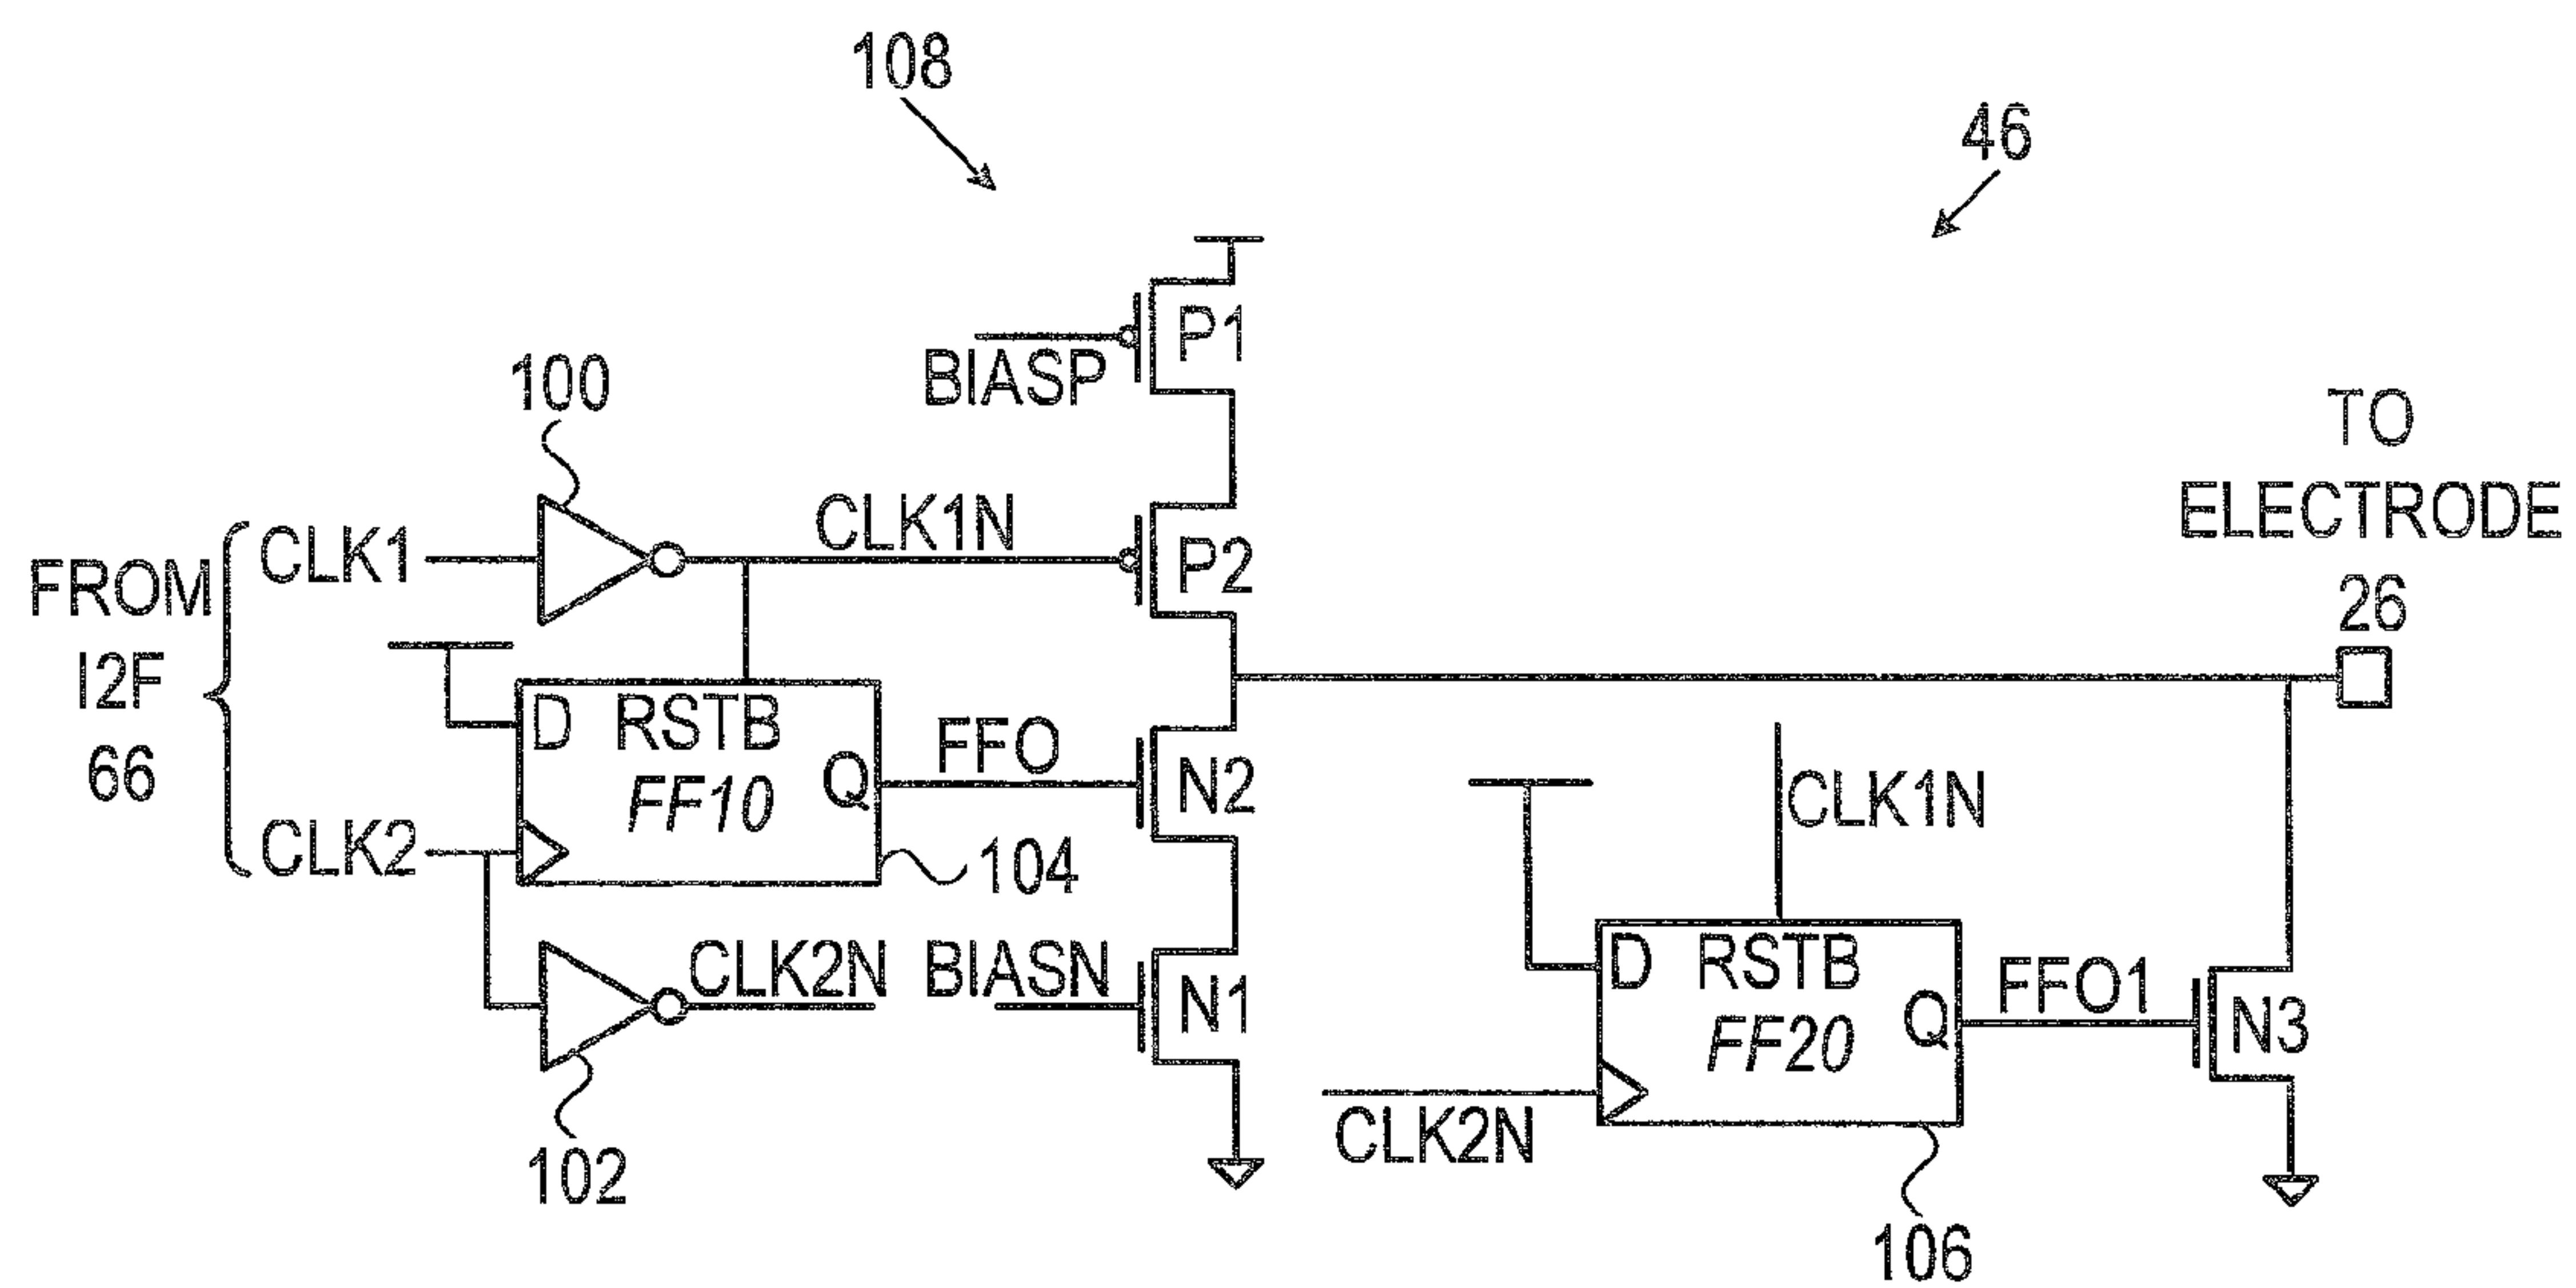 108
46
P1
BIASP
100
TO
ELECTRODE
26
CLK1
CLK1N
P2
FROM
I2F
66
D RSTB
FF10
Q
FFO
N2
CLK1N
CLK2
104
CLK2N
BIASN
N1
D RSTB
FF20
Q
FFO1
N3
CLK2N
102
106